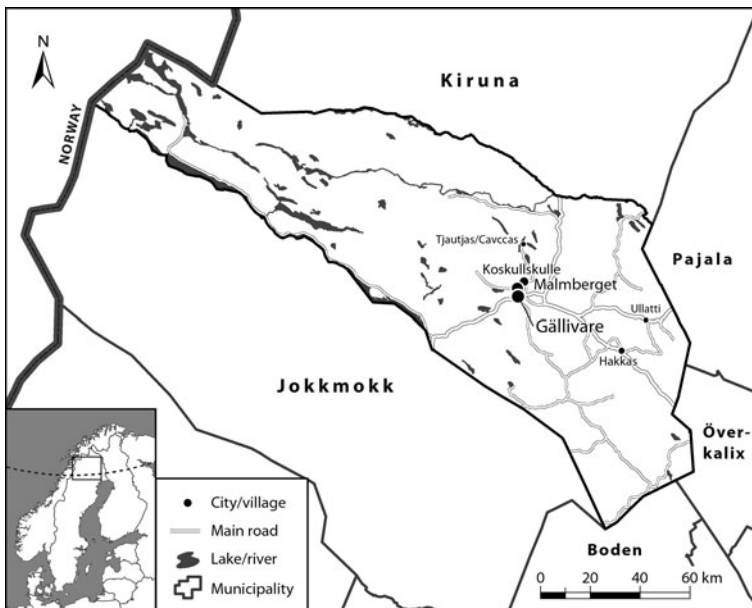 N
Kiruna
NORWAY
Tjautjas/Cavccas
Koskullskulle
Malmberget
Pajala
Ullatti
Gällivare
Hakkas
Jokkmokk
Över-
kalix
City/village
Main road
Lake/river
Municipality
Boden
0 20 40 60 km